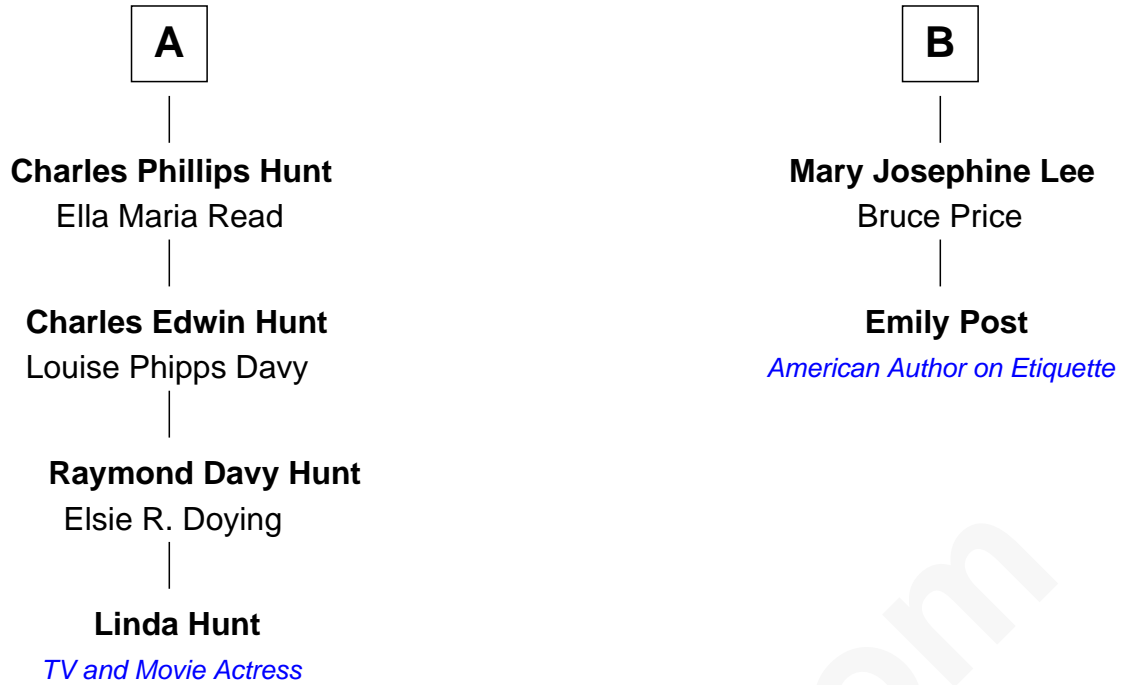 A
Charles Phillips Hunt
Ella Maria Read
Charles Edwin Hunt
Louise Phipps Davy
Raymond Davy Hunt
Elsie R. Doying
Linda Hunt
TV and Movie Actress
B
Mary Josephine Lee
Bruce Price
Emily Post
American Author on Etiquette